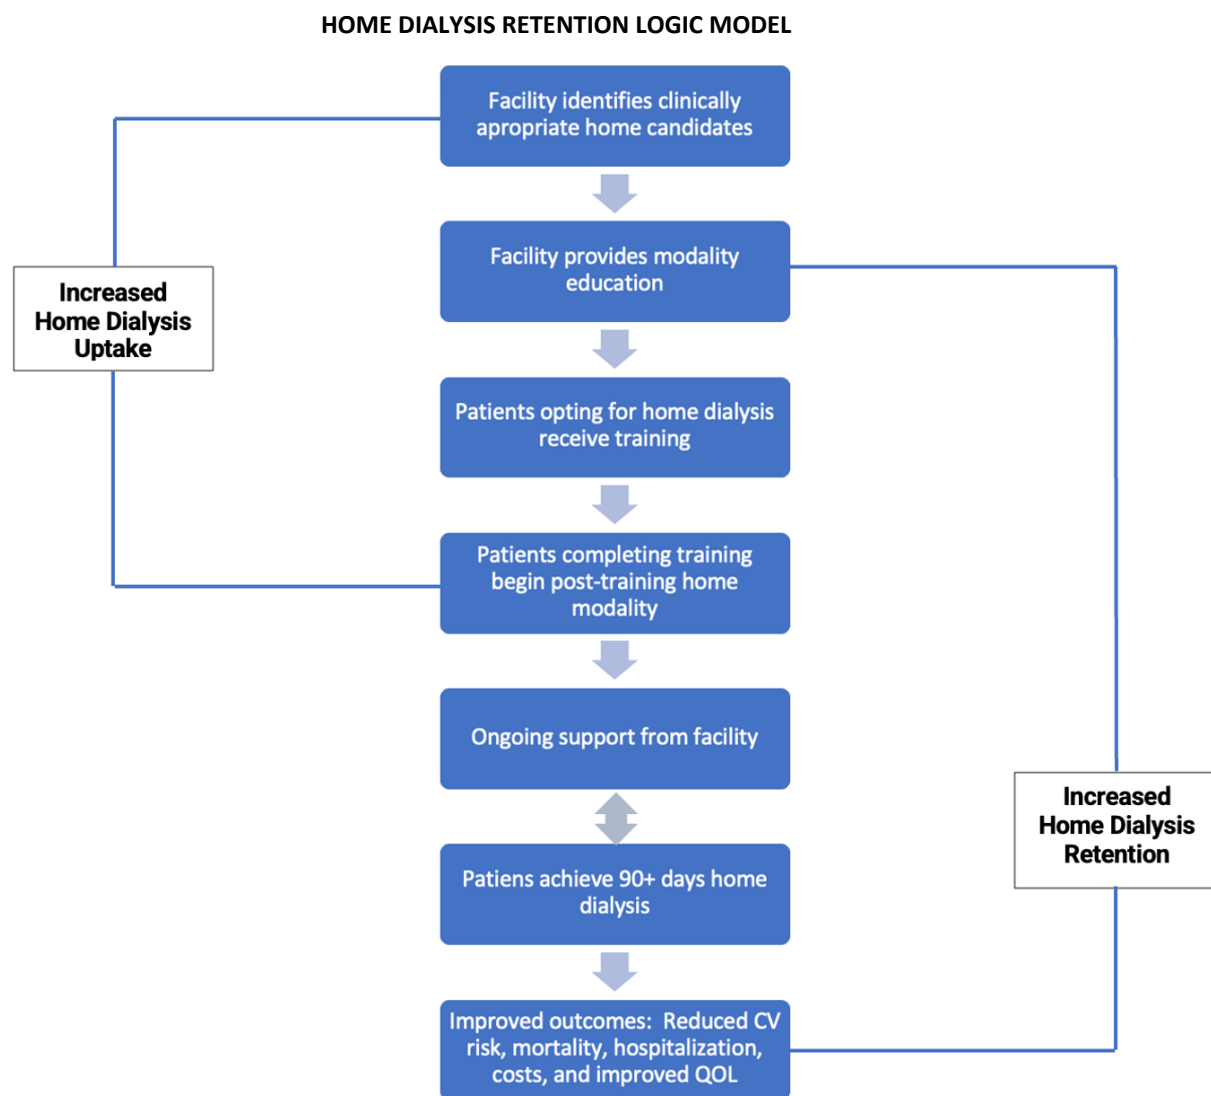 HOME DIALYSIS RETENTION LOGIC MODEL
Facility identifies clinically
apropriate home candidates
Facility provides modality
education
Increased
Home Dialysis
Uptake
Patients opting for home dialysis
receive training
Patients completing training
begin post-training home
modality
Ongoing support from facility
Increased
Home Dialysis
Retention
Patiens achieve 90+ days home
dialysis
Improved outcomes:  Reduced CV
risk, mortality, hospitalization,
costs, and improved QOL